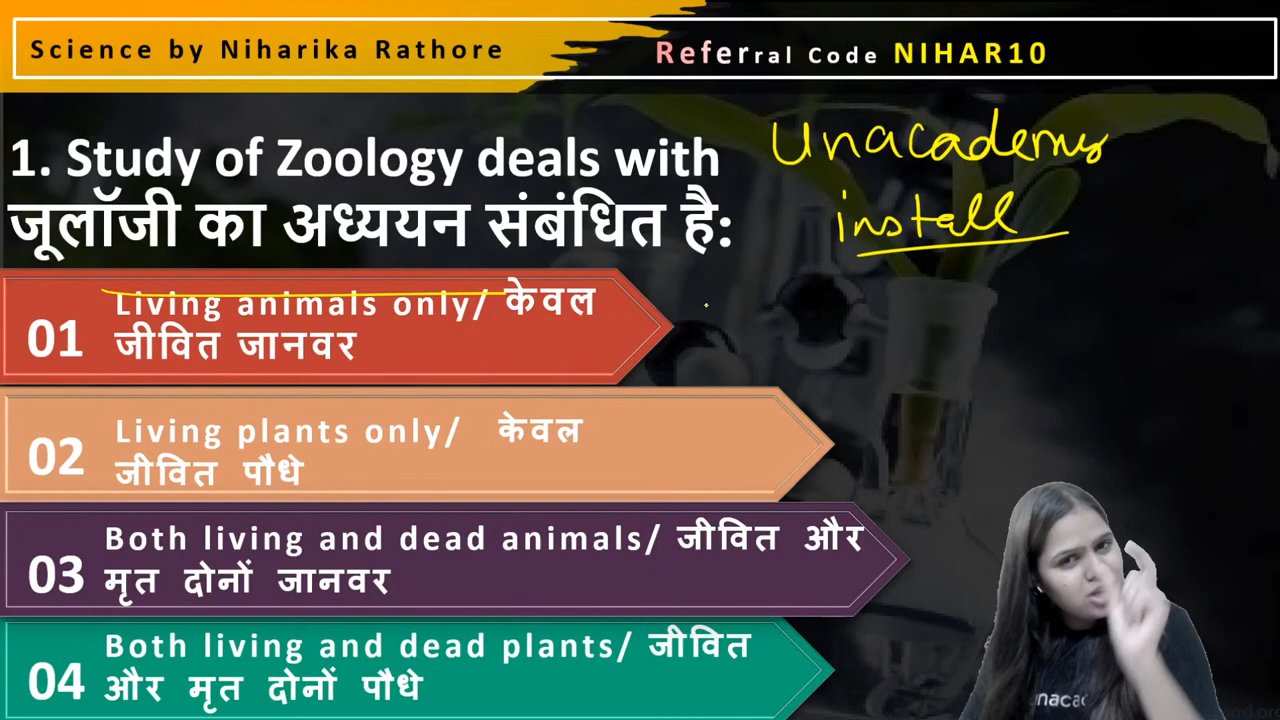 Science by Niharika Rathore
Referral Code NIHAR10
1. Study of Zoology deals with
जूलॉजी का अध्ययन संबंधित है:
Unacademy
install
01
Living animals only/ केवल
जीवित जानवर
02
Living plants only/ केवल
जीवित पौधे
03
Both living and dead animals/ जीवित और
मृत दोनों जानवर
04
Both living and dead plants/ जीवित
और मृत दोनों पौधे